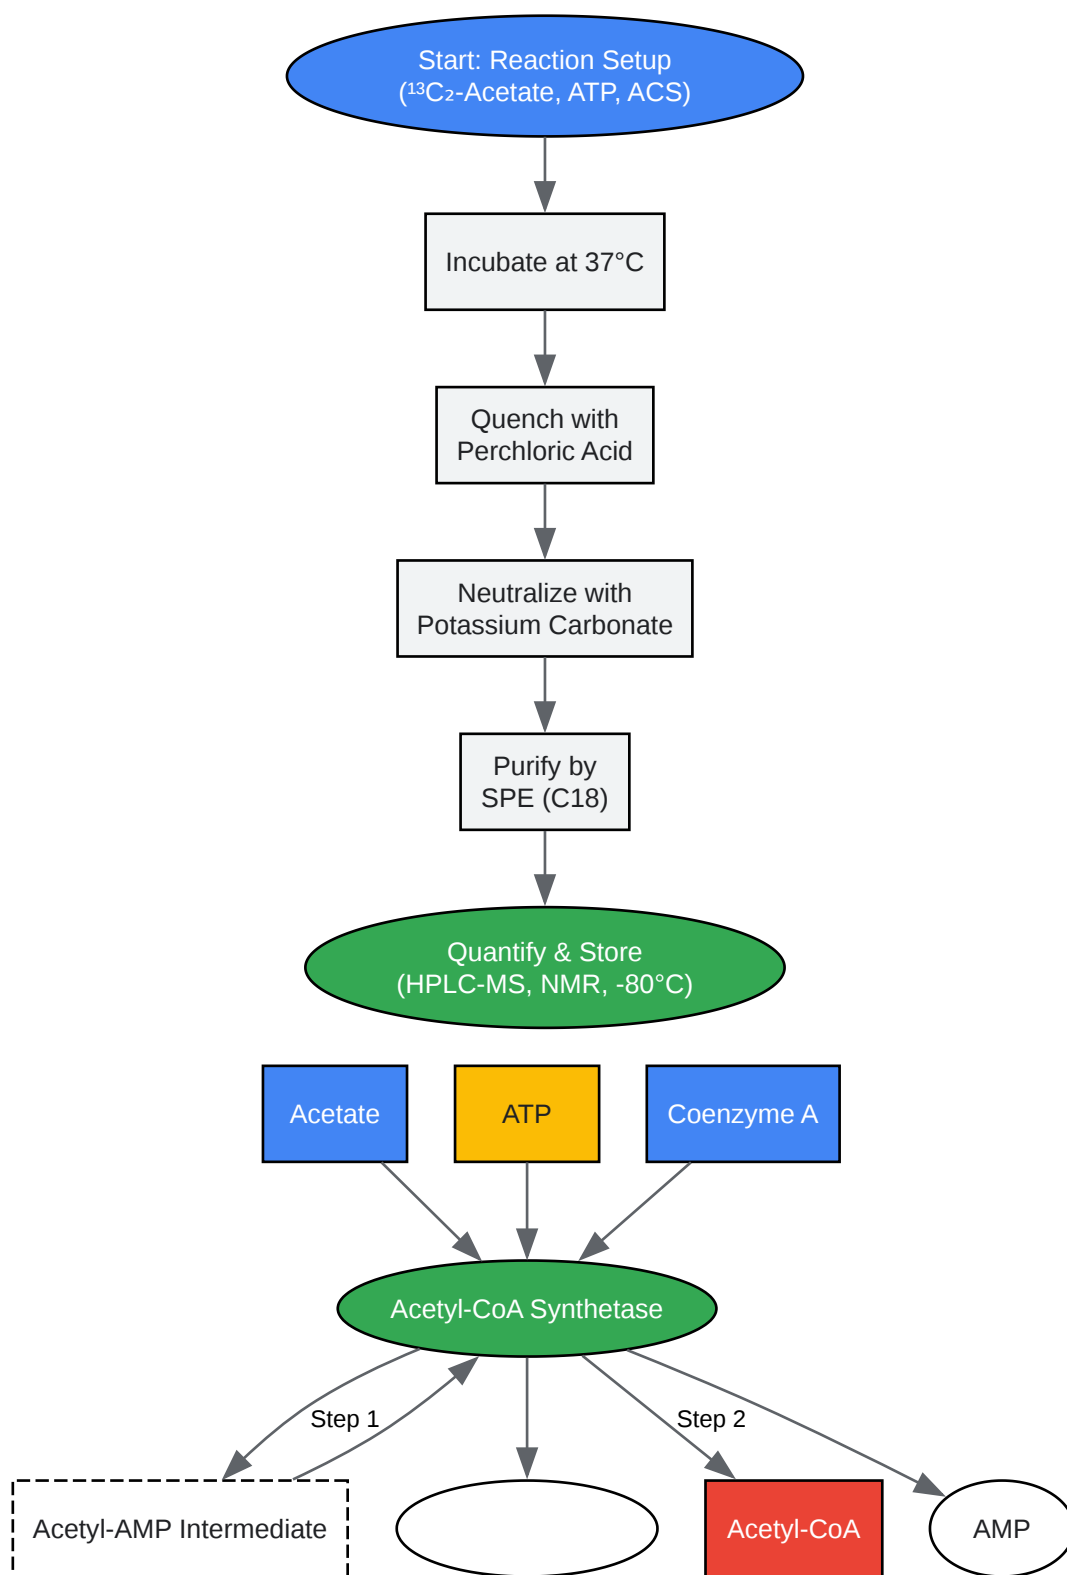 Start: Reaction Setup
(¹³C₂-Acetate, ATP, ACS)
Incubate at 37°C
Quench with
Perchloric Acid
Neutralize with
Potassium Carbonate
Purify by
SPE (C18)
Quantify & Store
(HPLC-MS, NMR, -80°C)
Acetate
ATP
Coenzyme A
Acetyl-CoA Synthetase
Step 1
Step 2
Acetyl-AMP Intermediate
Acetyl-CoA
AMP